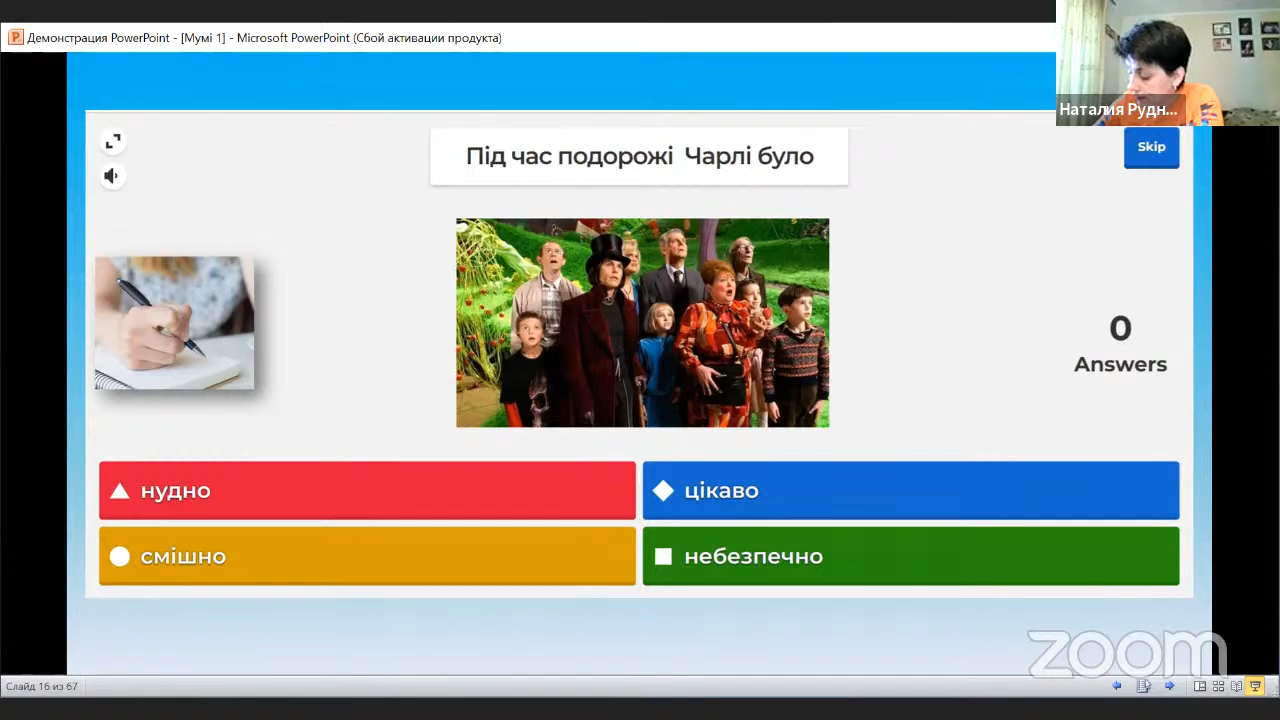 Демонстрация PowerPoint - [Мумі 1] - Microsoft PowerPoint (Сбой активации продукта)
Наталия Рудн...
Під час подорожі Чарлі було
Skip
0
Answers
нудно
цікаво
смішно
небезпечно
zoom
Слайд 16 из 67